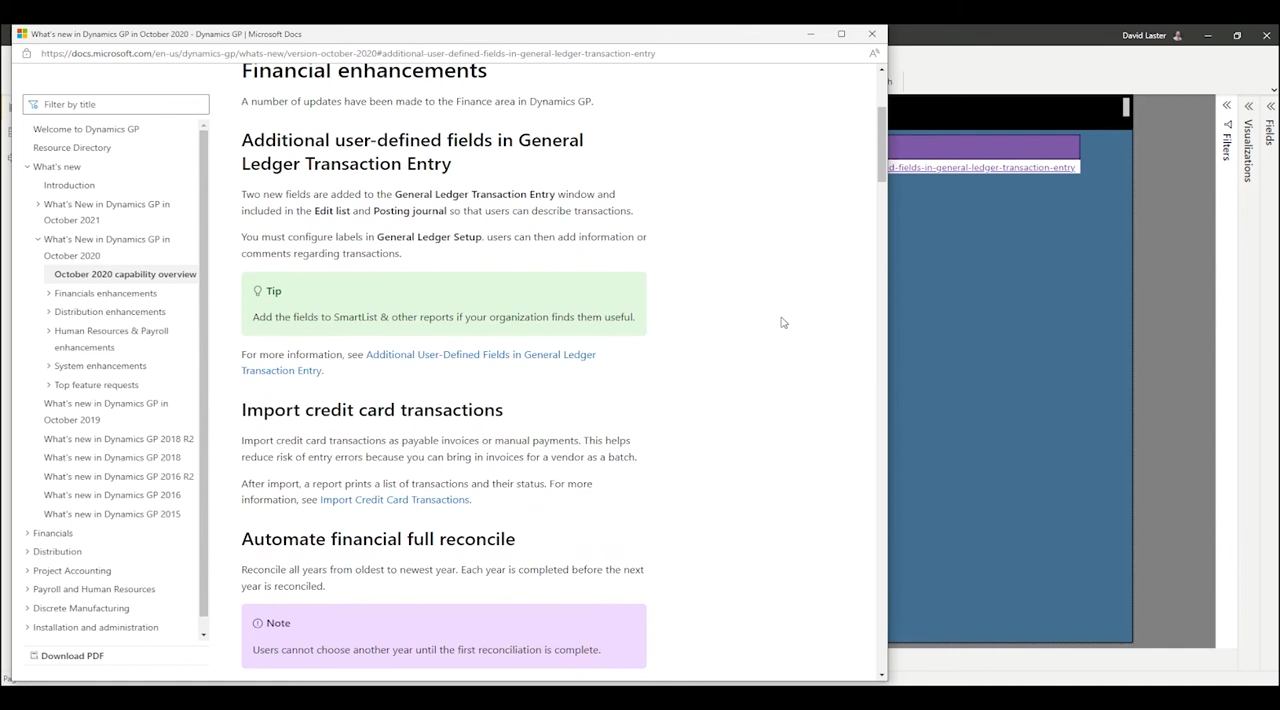 What's new in Dynamics GP in October 2020 - Dynamics GP | Microsoft Docs
https://docs.microsoft.com/en-us/dynamics-gp/whats-new/version-october-2020#additional-user-defined-fields-in-general-ledger-transaction-entry
David Laster
Filter by title
Welcome to Dynamics GP
Resource Directory
What's new
Introduction
What's New in Dynamics GP in
October 2021
What's New in Dynamics GP in
October 2020
October 2020 capability overview
Financials enhancements
Distribution enhancements
Human Resources & Payroll
enhancements
System enhancements
Top feature requests
What's new in Dynamics GP in
October 2019
What's new in Dynamics GP 2018 R2
What's new in Dynamics GP 2018
What's new in Dynamics GP 2016 R2
What's new in Dynamics GP 2016
What's new in Dynamics GP 2015
Financials
Distribution
Project Accounting
Payroll and Human Resources
Discrete Manufacturing
Installation and administration
Download PDF
Financial enhancements
A number of updates have been made to the Finance area in Dynamics GP.
Additional user-defined fields in General
Ledger Transaction Entry
Two new fields are added to the General Ledger Transaction Entry window and
included in the Edit list and Posting journal so that users can describe transactions.
You must configure labels in General Ledger Setup. users can then add information or
comments regarding transactions.
Tip
Add the fields to SmartList & other reports if your organization finds them useful.
For more information, see Additional User-Defined Fields in General Ledger
Transaction Entry.
Import credit card transactions
Import credit card transactions as payable invoices or manual payments. This helps
reduce risk of entry errors because you can bring in invoices for a vendor as a batch.
After import, a report prints a list of transactions and their status. For more
information, see Import Credit Card Transactions.
Automate financial full reconcile
Reconcile all years from oldest to newest year. Each year is completed before the next
year is reconciled.
Note
Users cannot choose another year until the first reconciliation is complete.
d-fields-in-general-ledger-transaction-entry
Filters
Visualizations
Fields